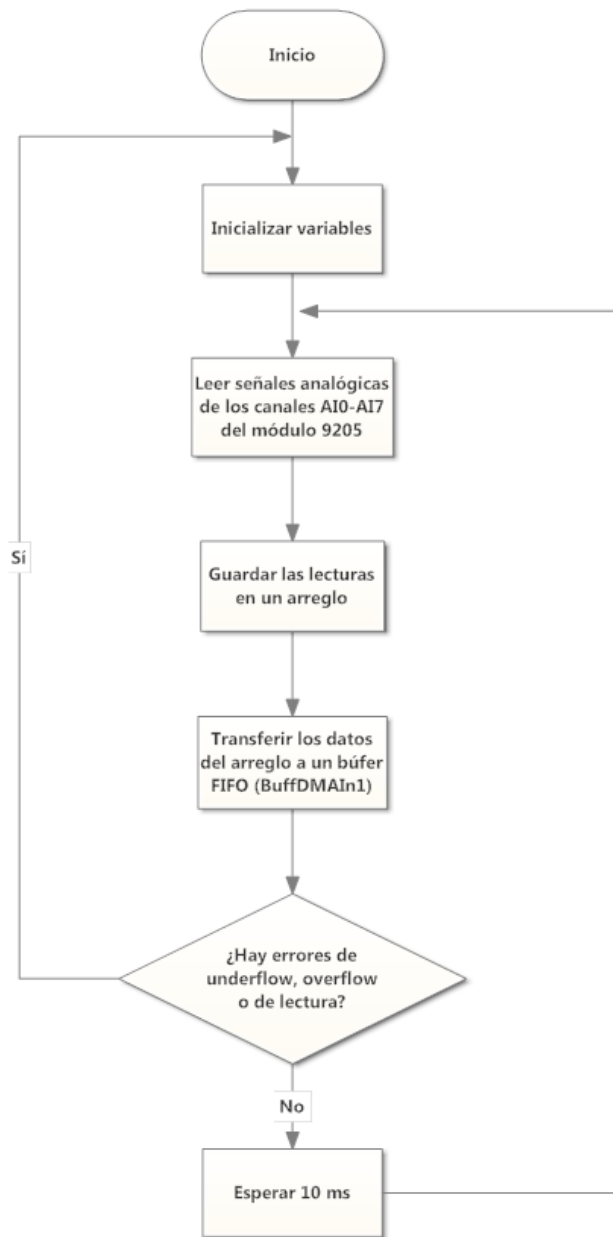 Inicio
Inicializar variables
Leer señales analógicas
de los canales AI0-AI7
del módulo 9205
Sí
Guardar las lecturas
en un arreglo
Transferir los datos
del arreglo a un búfer
FIFO (BuffDMAIn1)
¿Hay errores de
underflow, overflow
o de lectura?
No
Esperar 10 ms